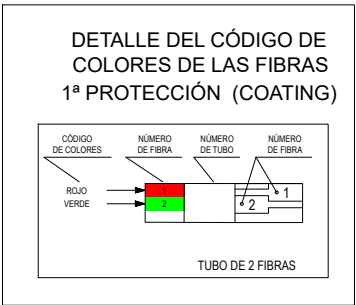 DETALLE DEL CÓDIGO DE
COLORES DE LAS FIBRAS
1ª PROTECCIÓN (COATING)
CÓDIGO
DE COLORES
NÚMERO
DE FIBRA
NÚMERO
DE TUBO
NÚMERO
DE FIBRA
ROJO
1
VERDE
2
1
2
TUBO DE 2 FIBRAS